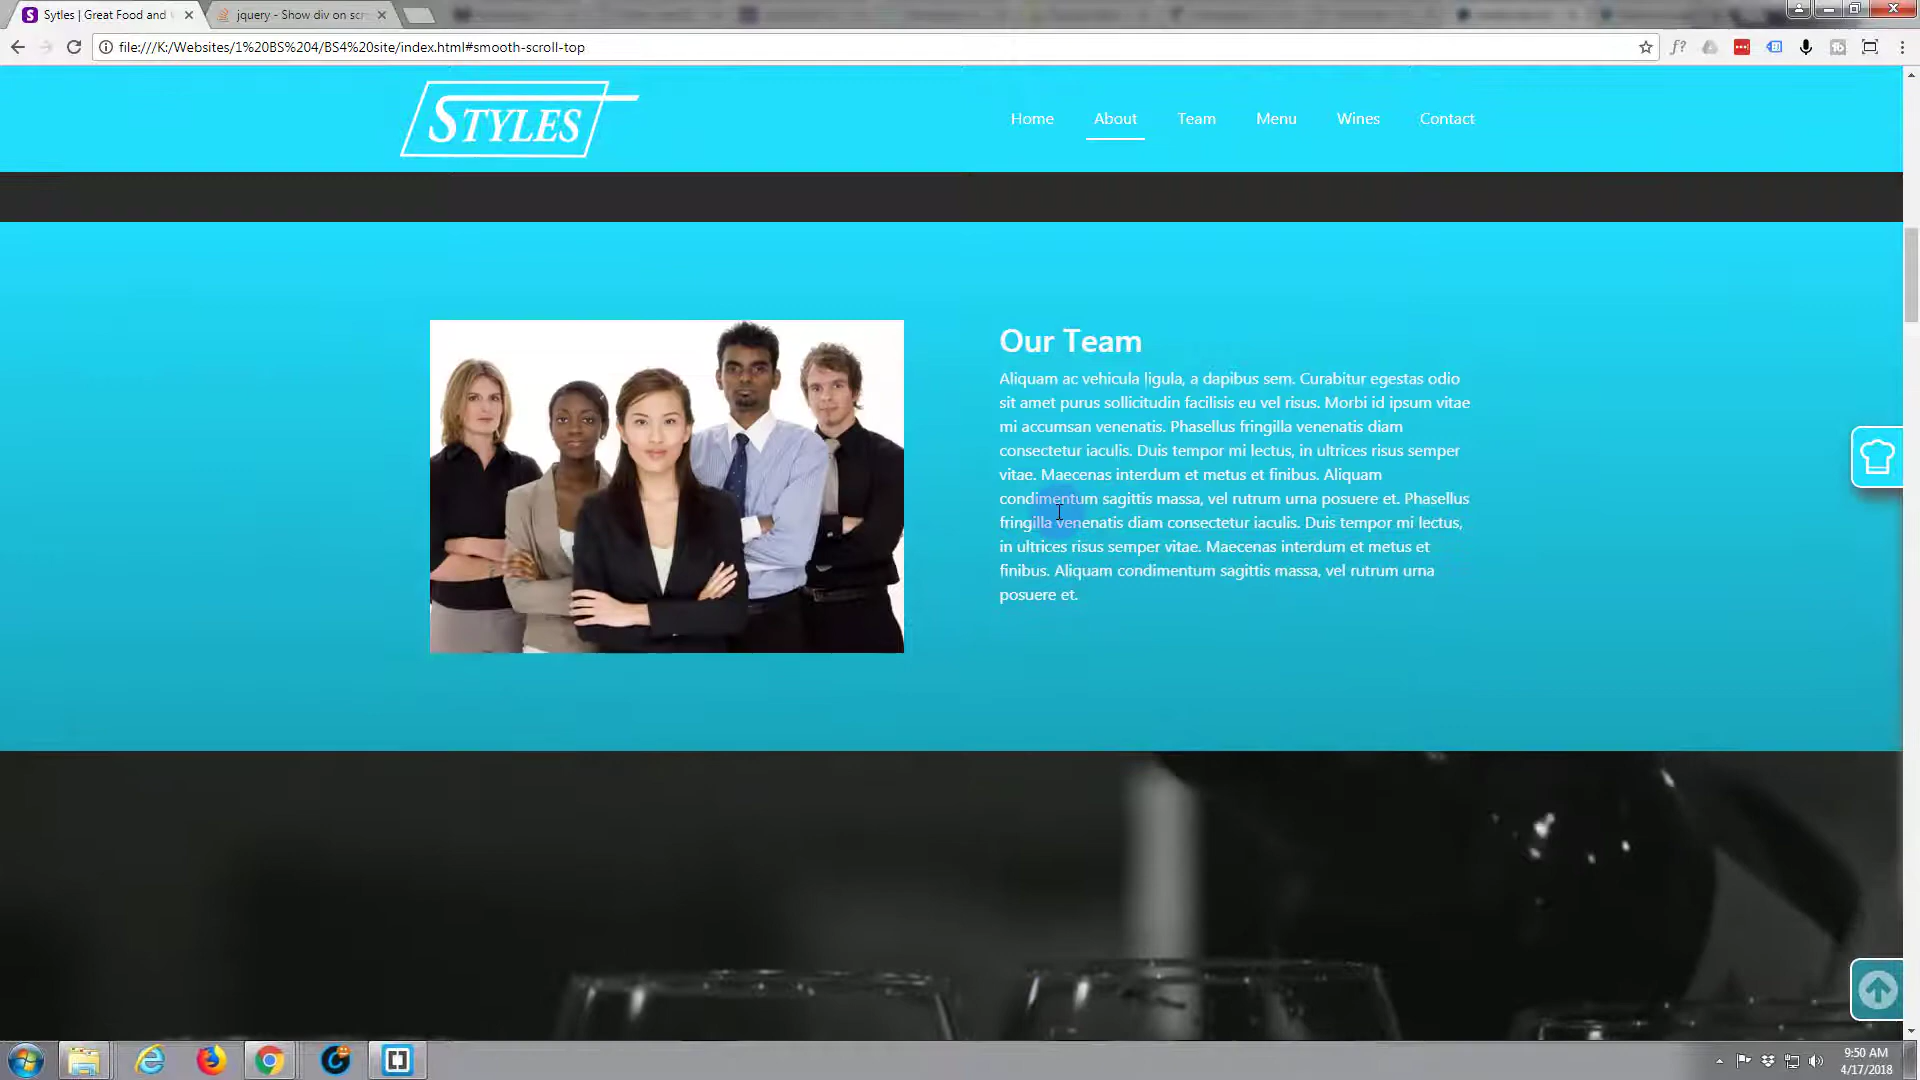 Sytles | Great Food and
jquery - Show div on scr
file:///K:/Websites/1%20BS%204/BS4%20site/index.html#smooth-scroll-top
f?
STYLES
Home
About
Team
Menu
Wines
Contact
Our Team
Aliquam ac vehicula ligula, a dapibus sem. Curabitur egestas odio
sit amet purus sollicitudin facilisis eu vel risus. Morbi id ipsum vitae
mi accumsan venenatis. Phasellus fringilla venenatis diam
consectetur iaculis. Duis tempor mi lectus, in ultrices risus semper
vitae. Maecenas interdum et metus et finibus. Aliquam
condimentum sagittis massa, vel rutrum urna posuere et. Phasellus
fringilla venenatis diam consectetur iaculis. Duis tempor mi lectus,
in ultrices risus semper vitae. Maecenas interdum et metus et
finibus. Aliquam condimentum sagittis massa, vel rutrum urna
posuere et.
9:50 AM
4/17/2018